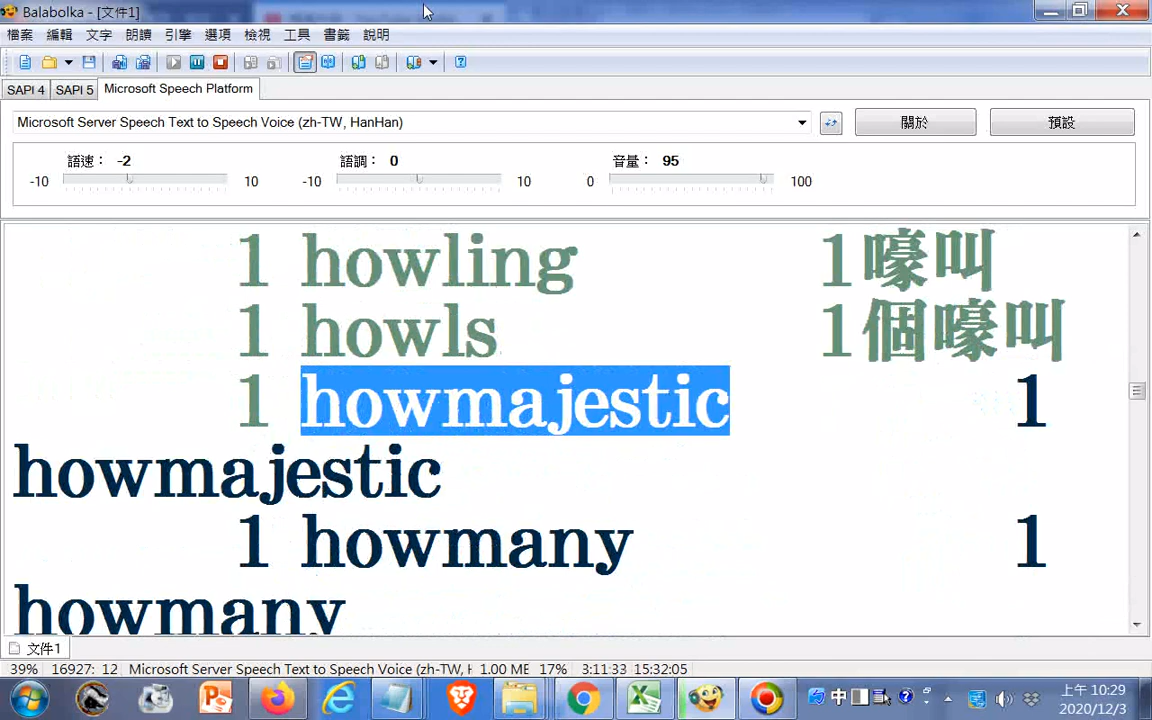 Balabolka - [文件1]
檔案 編輯 文字 朗讀 引擎 選項 檢視 工具 書籤 說明
SAPI 4 SAPI 5 Microsoft Speech Platform
Microsoft Server Speech Text to Speech Voice (zh-TW, HanHan) 關於 預設
語速： -2 語調： 0 音量： 95
-10 10 -10 10 0 100
1 howling 1嚎叫
1 howls 1個嚎叫
1 howmajestic 1
howmajestic
1 howmany 1
howmany
文件1
39% 16927: 12 Microsoft Server Speech Text to Speech Voice (zh-TW, H 1.00 ME 17% 3:11:33 15:32:05
中 上午 10:29
2020/12/3